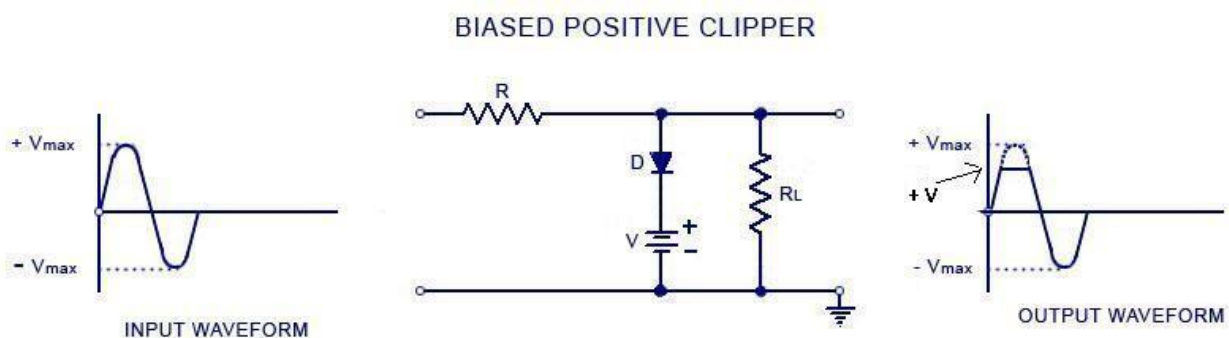 BIASED POSITIVE CLIPPER
+ Vmax
- Vmax
INPUT WAVEFORM
R
D
V
+
-
RL
+ Vmax
+ V
- Vmax
OUTPUT WAVEFORM